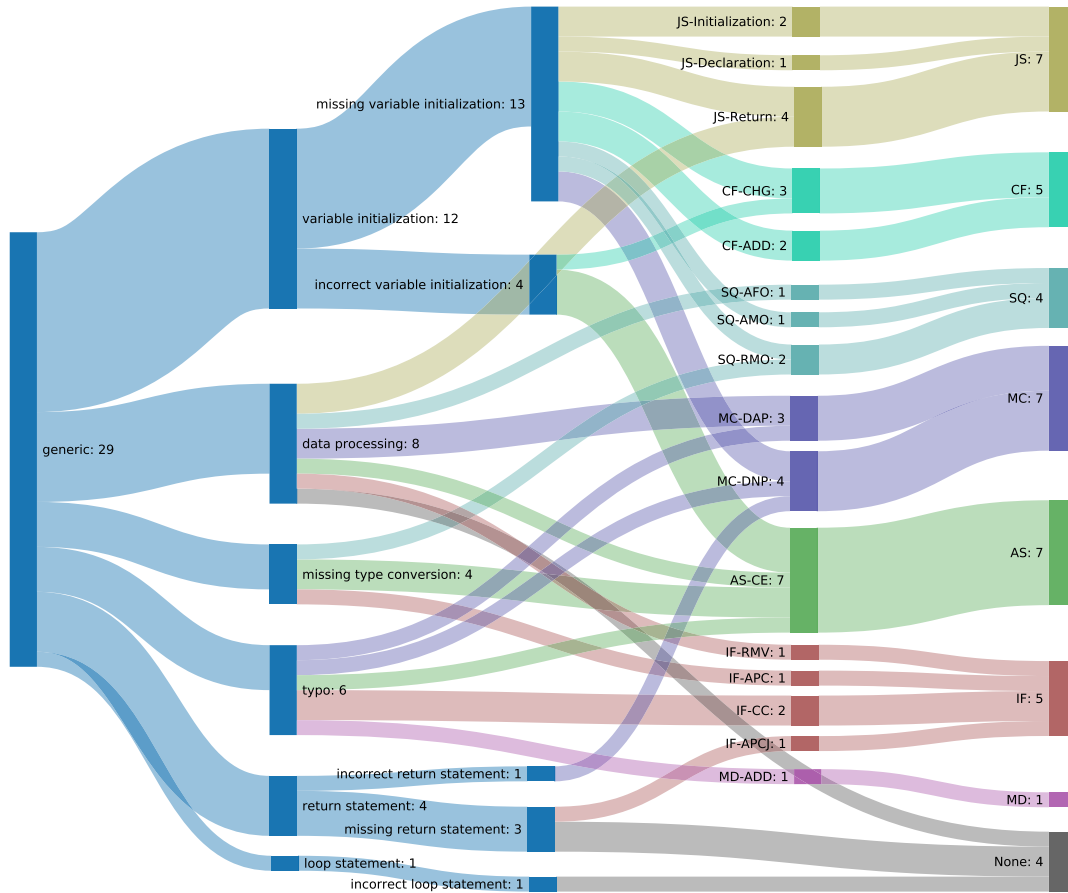 generic: 29
variable initialization: 12
data processing: 8
missing type conversion: 4
typo: 6
return statement: 4
loop statement: 1
missing variable initialization: 13
incorrect variable initialization: 4
incorrect return statement: 1
missing return statement: 3
incorrect loop statement: 1
JS-Initialization: 2
JS-Declaration: 1
JS-Return: 4
CF-CHG: 3
CF-ADD: 2
SQ-AFO: 1
SQ-AMO: 1
SQ-RMO: 2
MC-DAP: 3
MC-DNP: 4
AS-CE: 7
IF-RMV: 1
IF-APC: 1
IF-CC: 2
IF-APCJ: 1
MD-ADD: 1
JS: 7
CF: 5
SQ: 4
MC: 7
AS: 7
IF: 5
MD: 1
None: 4